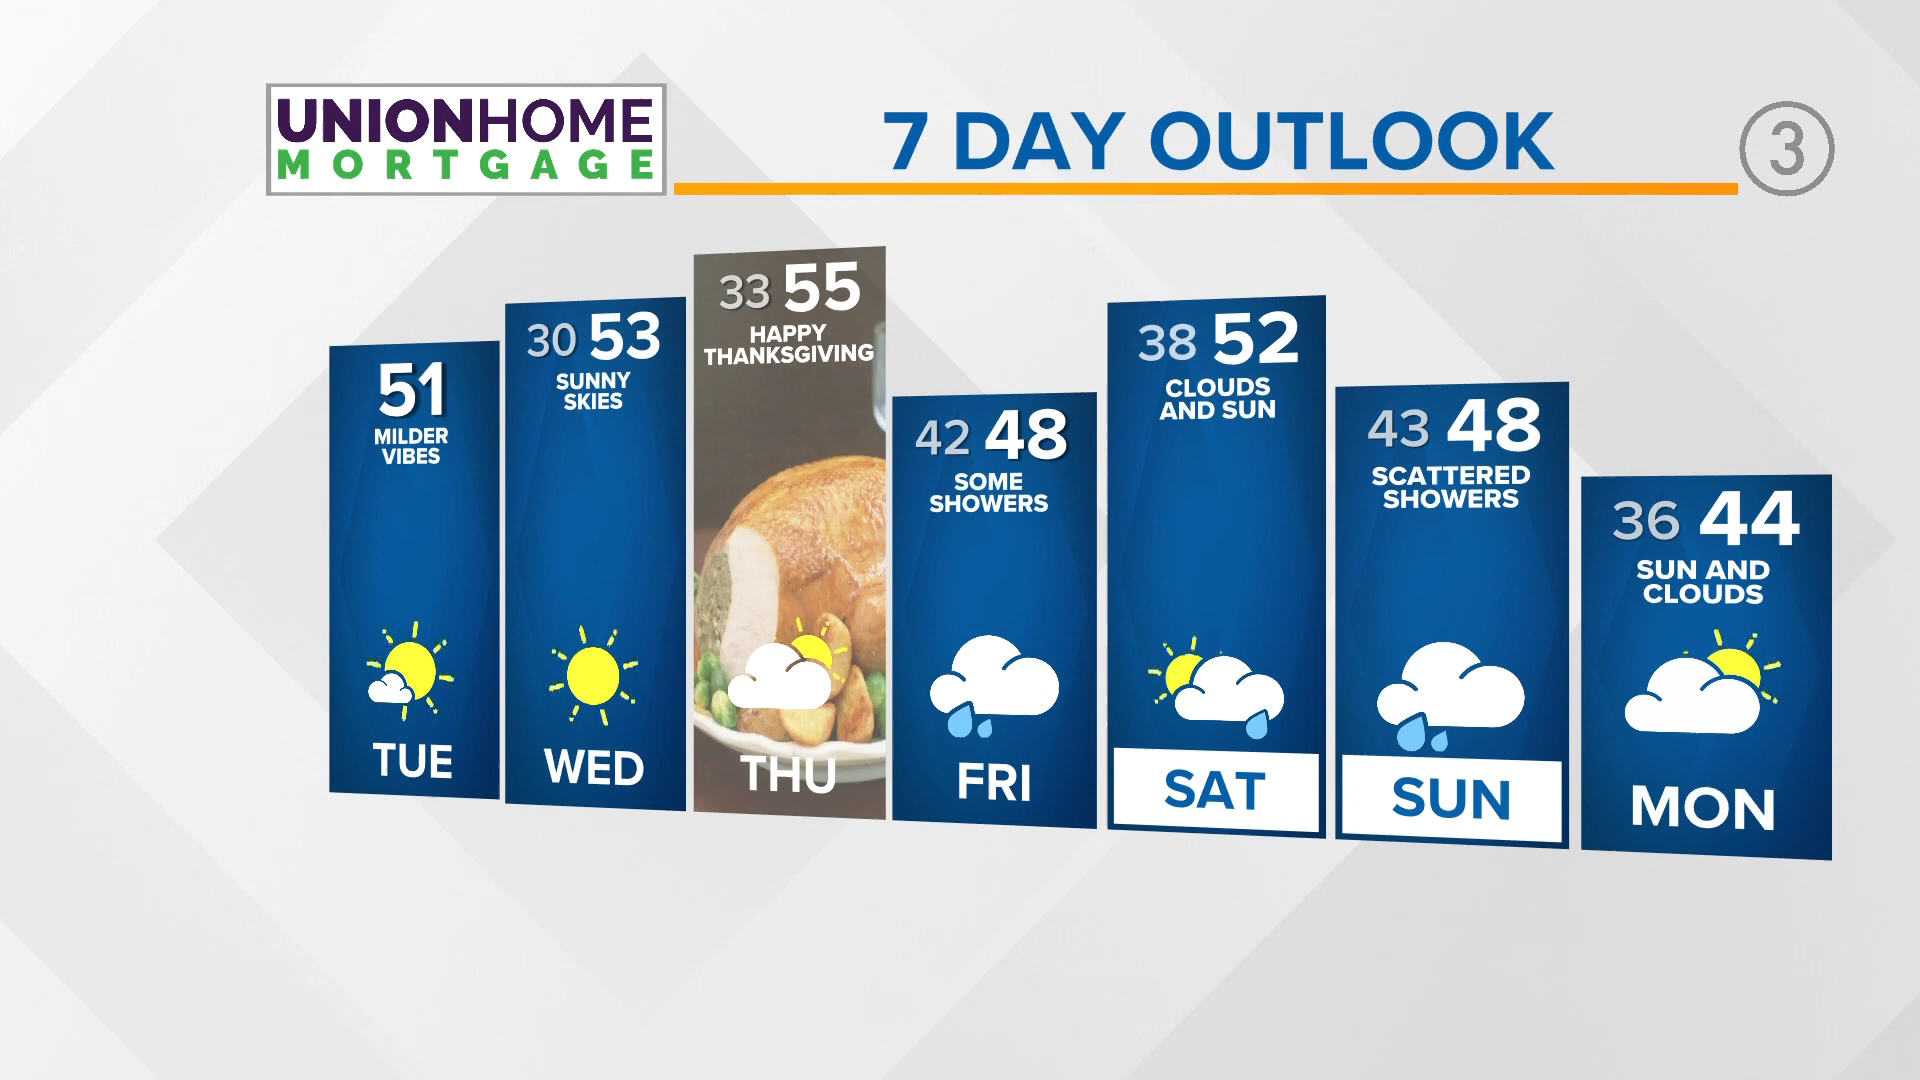 UNIONHOME
MORTGAGE
7 DAY OUTLOOK
3
51
MILDER
VIBES
TUE
30 53
SUNNY
SKIES
WED
33 55
HAPPY
THANKSGIVING
THU
42 48
SOME
SHOWERS
FRI
38 52
CLOUDS
AND SUN
SAT
43 48
SCATTERED
SHOWERS
SUN
36 44
SUN AND
CLOUDS
MON